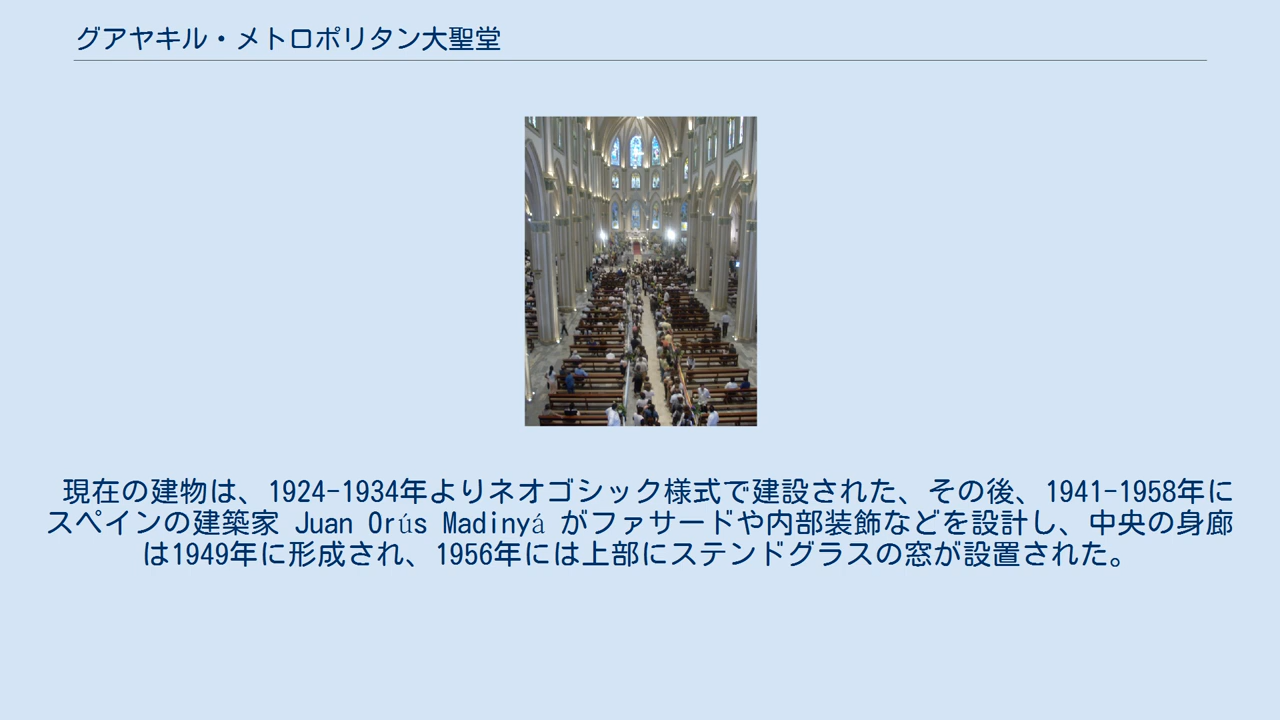 グアヤキル・メトロポリタン大聖堂
現在の建物は、1924-1934年よりネオゴシック様式で建設された、その後、1941-1958年に
スペインの建築家 Juan Orús Madinyá がファサードや内部装飾などを設計し、中央の身廊
は1949年に形成され、1956年には上部にステンドグラスの窓が設置された。